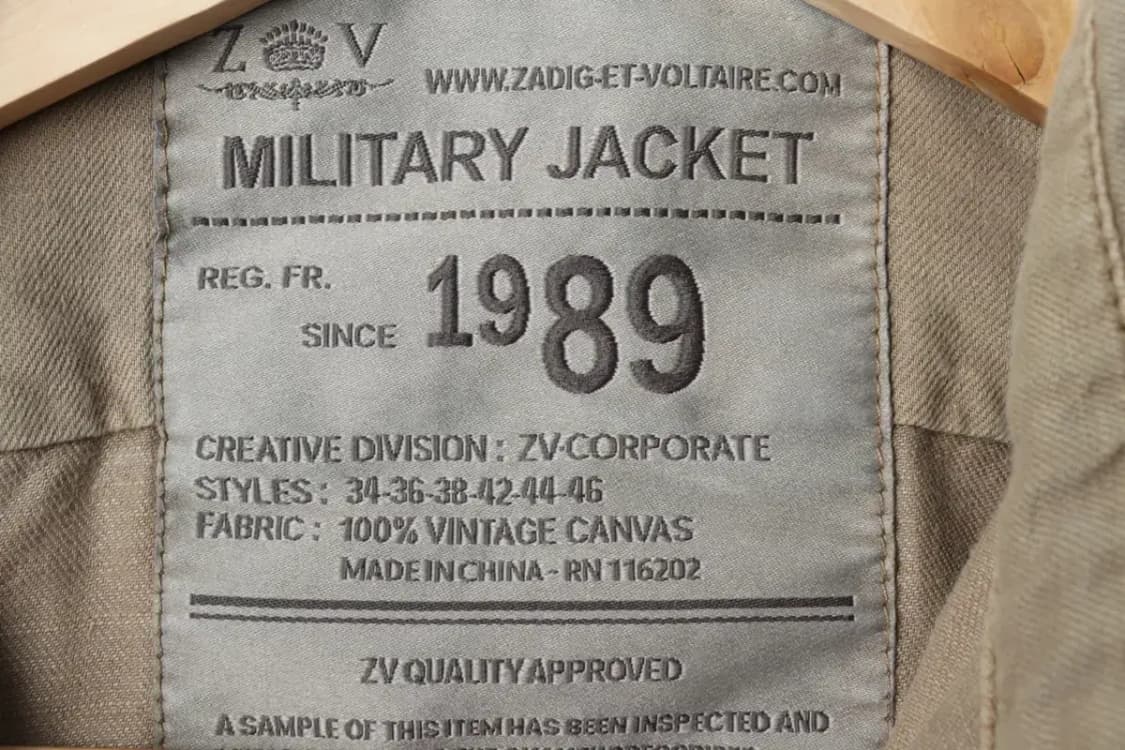 Z V
WWW.ZADIG-ET-VOLTAIRE.COM
MILITARY JACKET
REG. FR.
SINCE 1989
CREATIVE DIVISION : ZV-CORPORATE
STYLES : 34-36-38-42-44-46
FABRIC : 100% VINTAGE CANVAS
MADE IN CHINA - RN 116202
ZV QUALITY APPROVED
A SAMPLE OF THIS ITEM HAS BEEN INSPECTED AND